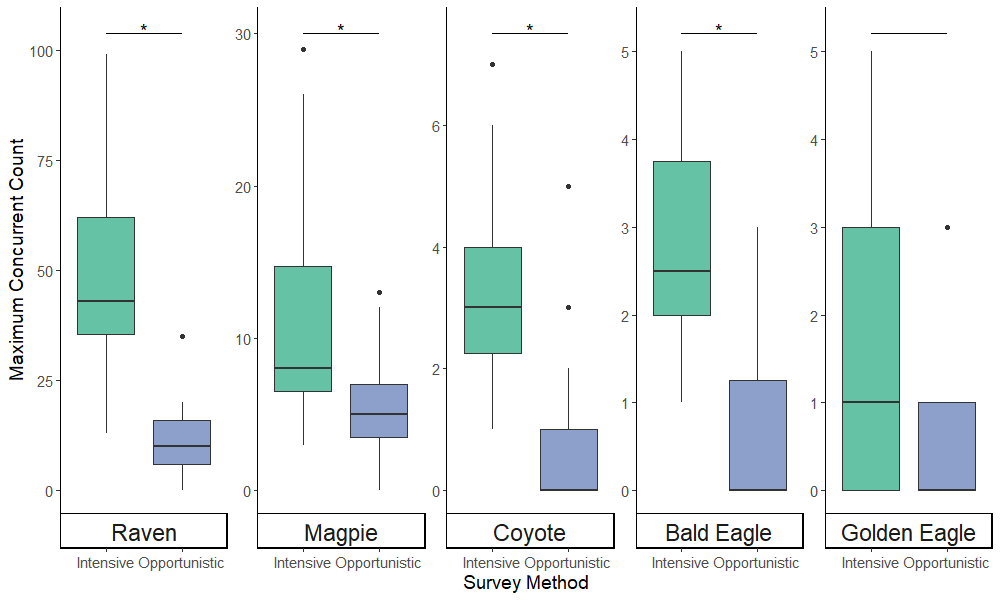 * * * *
100 30 5 5
6
75 4 4
20
Maximum Concurrent Count
50 4 3 3
10 2 2
25 2
1 1
0 0 0 0 0
Raven Magpie Coyote Bald Eagle Golden Eagle
Intensive Opportunistic Intensive Opportunistic Intensive Opportunistic Intensive Opportunistic Intensive Opportunistic
Survey Method